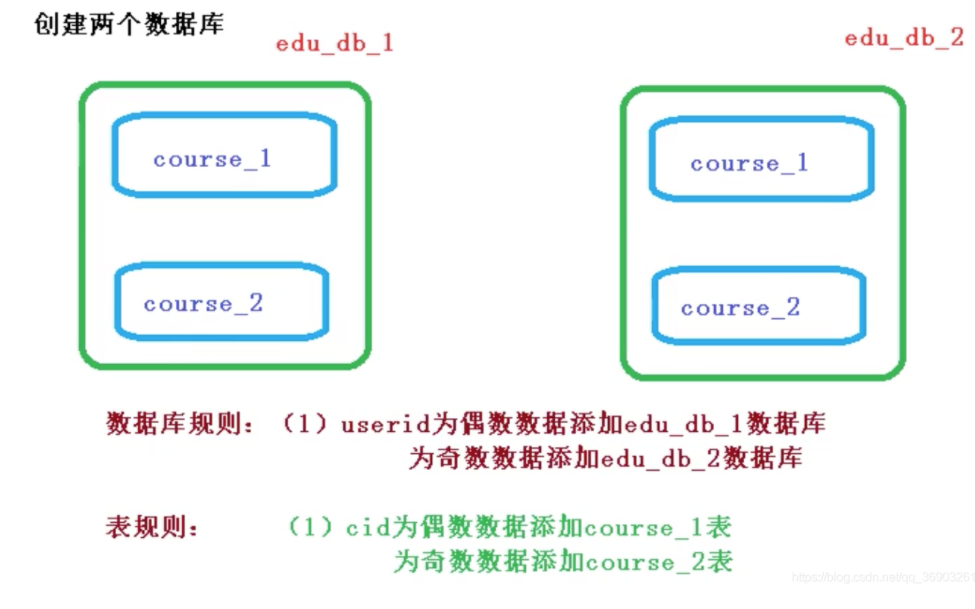 创建两个数据库
edu_db_1
edu_db_2
course_1
course_1
course_2
course_2
数据库规则：（1）userid为偶数数据添加edu_db_1数据库
为奇数数据添加edu_db_2数据库
表规则：（1）cid为偶数数据添加course_1表
为奇数数据添加course_2表
https://blog.csdn.net/qq_36903261